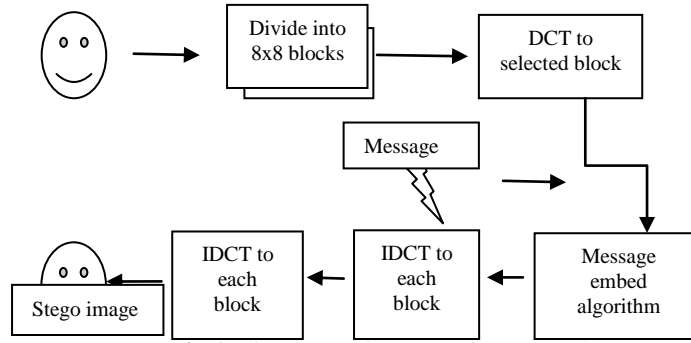 Divide into
8x8 blocks
DCT to
selected block
Message
Message
embed
algorithm
IDCT to
each
block
IDCT to
each
block
Stego image